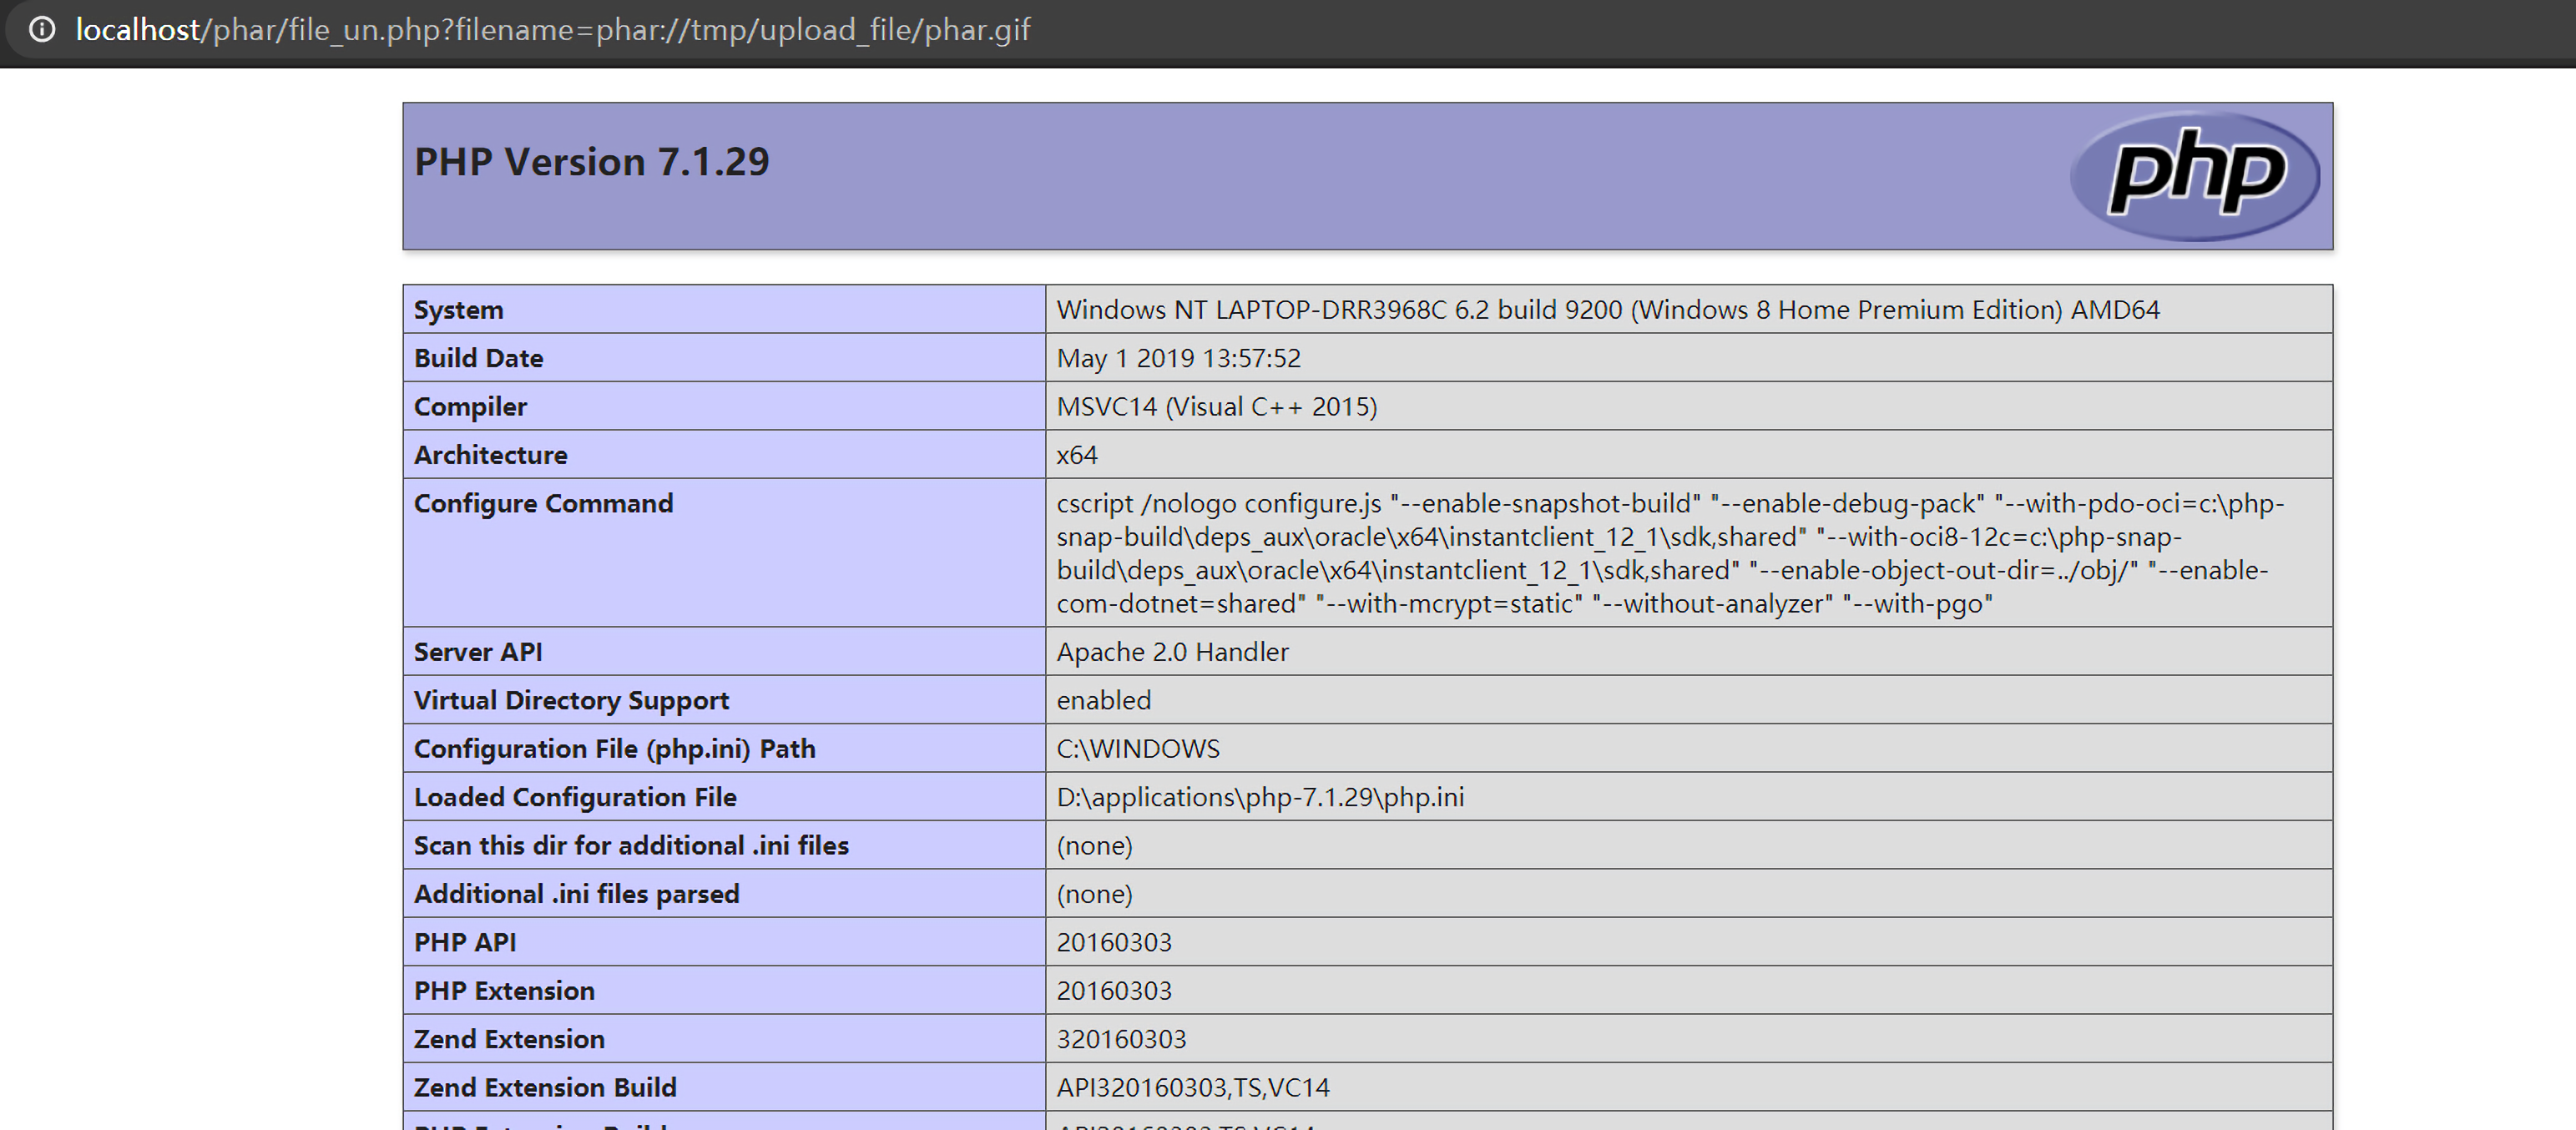 localhost/phar/file_un.php?filename=phar://tmp/upload_file/phar.gif
PHP Version 7.1.29
php
System Windows NT LAPTOP-DRR3968C 6.2 build 9200 (Windows 8 Home Premium Edition) AMD64
Build Date May 1 2019 13:57:52
Compiler MSVC14 (Visual C++ 2015)
Architecture x64
Configure Command cscript /nologo configure.js "--enable-snapshot-build" "--enable-debug-pack" "--with-pdo-oci=c:\php-
snap-build\deps_aux\oracle\x64\instantclient_12_1\sdk,shared" "--with-oci8-12c=c:\php-snap-
build\deps_aux\oracle\x64\instantclient_12_1\sdk,shared" "--enable-object-out-dir=../obj/" "--enable-
com-dotnet=shared" "--with-mcrypt=static" "--without-analyzer" "--with-pgo"
Server API Apache 2.0 Handler
Virtual Directory Support enabled
Configuration File (php.ini) Path C:\WINDOWS
Loaded Configuration File D:\applications\php-7.1.29\php.ini
Scan this dir for additional .ini files (none)
Additional .ini files parsed (none)
PHP API 20160303
PHP Extension 20160303
Zend Extension 320160303
Zend Extension Build API320160303,TS,VC14
PHP Extension Build API20160303,TS,VC14